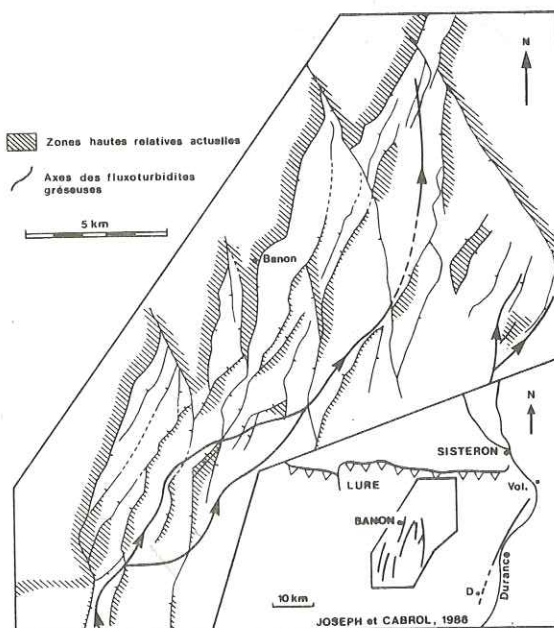 N
Zones hautes relatives actuelles
Axes des fluxoturbidites
gréseuses
5 km
Banon
N
SISTERON
LURE
Vol.
BANON
Durance
D
10 km
JOSEPH et CABROL, 1988